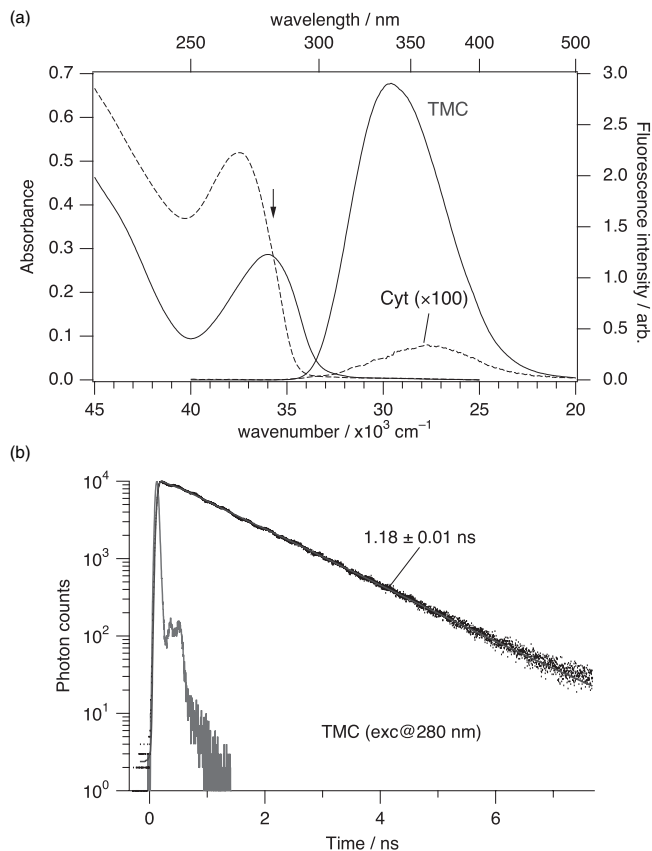 (a)
wavelength / nm
250 300 350 400 500
0.7
0.6
0.5
0.4
0.3
0.2
0.1
0.0
Absorbance
3.0
2.5
2.0
1.5
1.0
0.5
0.0
Fluorescence intensity / arb.
TMC
Cyt (×100)
45 40 35 30 25 20
wavenumber / x10³ cm⁻¹
(b)
10⁴
10³
10²
10¹
10⁰
Photon counts
1.18 ± 0.01 ns
TMC (exc@280 nm)
0 2 4 6
Time / ns